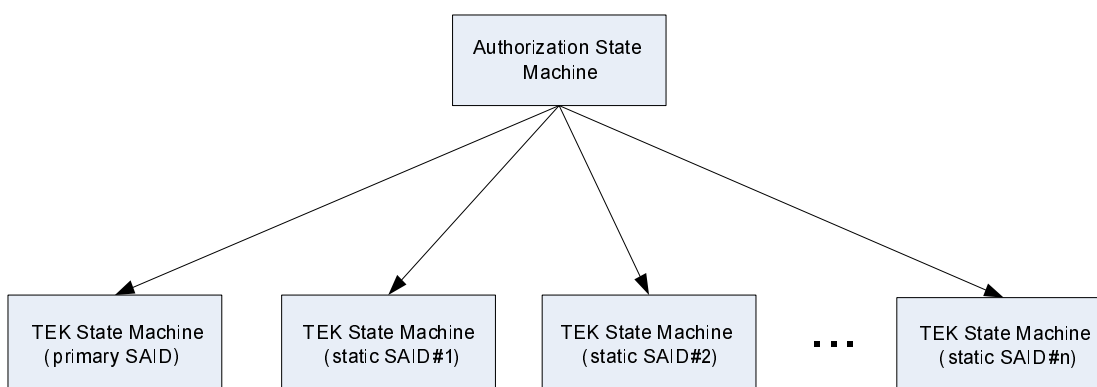 Authorization State
Machine
TEK State Machine
(primary SAID)
TEK State Machine
(static SAID#1)
TEK State Machine
(static SAID#2)
...
TEK State Machine
(static SAID#n)